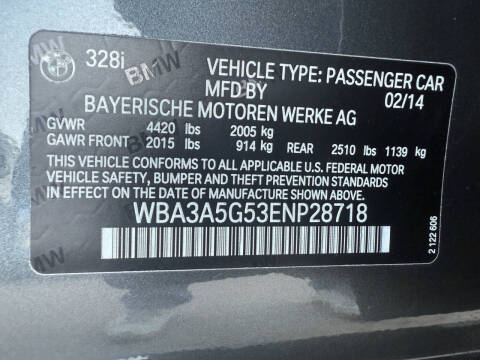 328i VEHICLE TYPE: PASSENGER CAR
MFD BY 02/14
BAYERISCHE MOTOREN WERKE AG
GVWR 4420 lbs 2005 kg
GAWR FRONT 2015 lbs 914 kg REAR 2510 lbs 1139 kg
THIS VEHICLE CONFORMS TO ALL APPLICABLE U.S. FEDERAL MOTOR
VEHICLE SAFETY, BUMPER AND THEFT PREVENTION STANDARDS
IN EFFECT ON THE DATE OF MANUFACTURE SHOWN ABOVE.
WBA3A5G53ENP28718
2 122 606
BMW
BMW
BMW
BMW